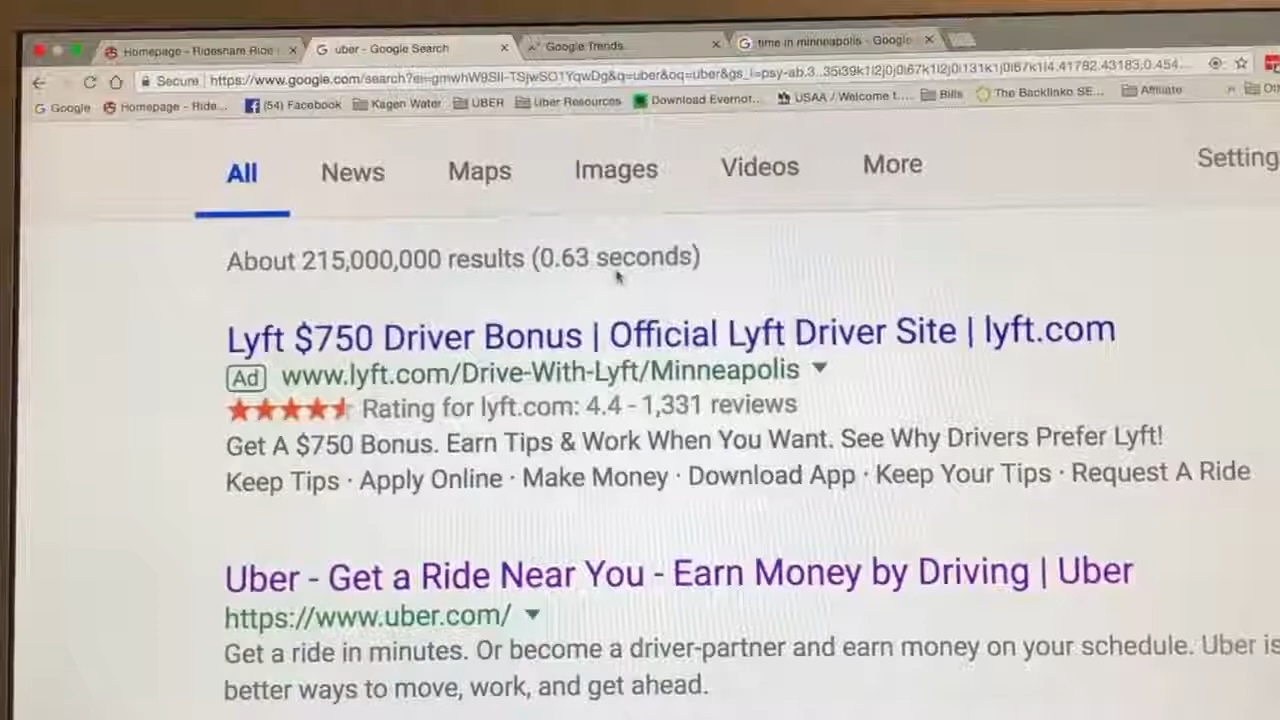 Homepage - Rideshare Ride
uber - Google Search
Google Trends
time in minneapolis - Google
Secure
Google
Homepage - Ride...
(54) Facebook
Kagen Water
UBER
Uber Resources
Download Evernot...
USAA / Welcome t....
Bills
The Backlinko SE...
Affiliate
All News Maps Images Videos More Setting
About 215,000,000 results (0.63 seconds)
Lyft $750 Driver Bonus | Official Lyft Driver Site | lyft.com
Ad www.lyft.com/Drive-With-Lyft/Minneapolis
Rating for lyft.com: 4.4 - 1,331 reviews
Get A $750 Bonus. Earn Tips & Work When You Want. See Why Drivers Prefer Lyft!
Keep Tips · Apply Online · Make Money · Download App · Keep Your Tips · Request A Ride
Uber - Get a Ride Near You - Earn Money by Driving | Uber
https://www.uber.com/
Get a ride in minutes. Or become a driver-partner and earn money on your schedule. Uber is
better ways to move, work, and get ahead.